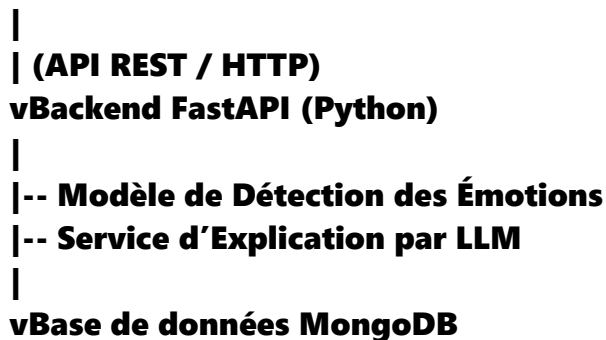 |
| (API REST / HTTP)
vBackend FastAPI (Python)
|
|-- Modèle de Détection des Émotions
|-- Service d’Explication par LLM
|
vBase de données MongoDB